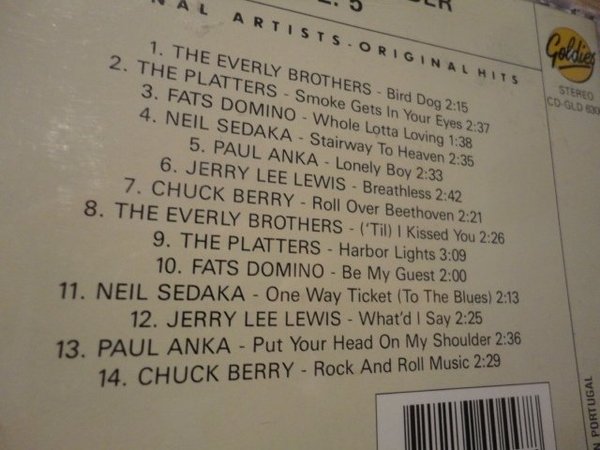 DER
. 5
NAL ARTISTS-ORIGINAL HITS
Goldies
STEREO
CD-GLD 630
1. THE EVERLY BROTHERS - Bird Dog 2:15
2. THE PLATTERS - Smoke Gets In Your Eyes 2:37
3. FATS DOMINO - Whole Lotta Loving 1:38
4. NEIL SEDAKA - Stairway To Heaven 2:35
5. PAUL ANKA - Lonely Boy 2:33
6. JERRY LEE LEWIS - Breathless 2:42
7. CHUCK BERRY - Roll Over Beethoven 2:21
8. THE EVERLY BROTHERS - ('Til) I Kissed You 2:26
9. THE PLATTERS - Harbor Lights 3:09
10. FATS DOMINO - Be My Guest 2:00
11. NEIL SEDAKA - One Way Ticket (To The Blues) 2:13
12. JERRY LEE LEWIS - What'd I Say 2:25
13. PAUL ANKA - Put Your Head On My Shoulder 2:36
14. CHUCK BERRY - Rock And Roll Music 2:29
N PORTUGAL